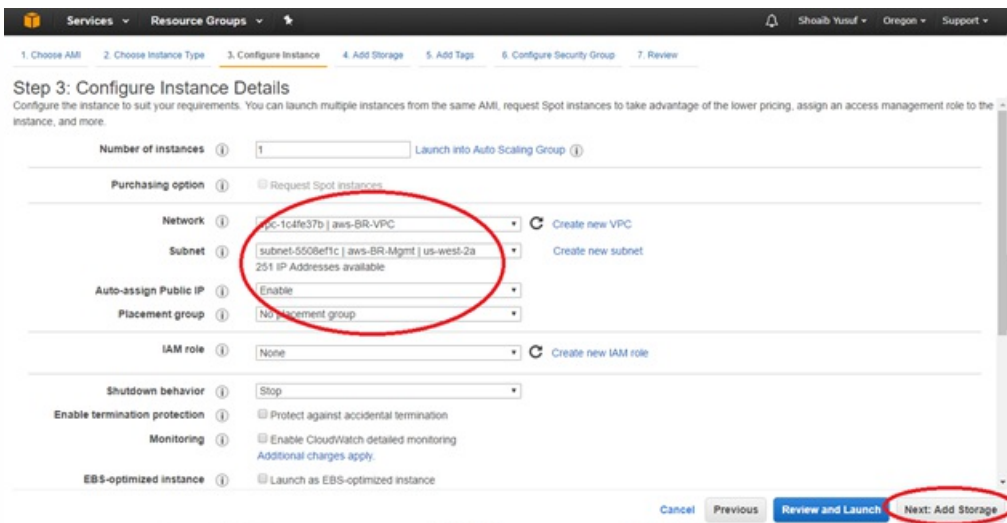 Services Resource Groups Shoaib Yusuf Oregon Support
1. Choose AMI 2. Choose Instance Type 3. Configure Instance 4. Add Storage 5. Add Tags 6. Configure Security Group 7. Review
Step 3: Configure Instance Details
Configure the instance to suit your requirements. You can launch multiple instances from the same AMI, request Spot instances to take advantage of the lower pricing, assign an access management role to the
instance, and more.
Number of instances 1 Launch into Auto Scaling Group
Purchasing option Request Spot instances
Network vpc-1c4fe37b | aws-BR-VPC Create new VPC
Subnet subnet-5508ef1c | aws-BR-Mgmt | us-west-2a Create new subnet
251 IP Addresses available
Auto-assign Public IP Enable
Placement group No placement group
IAM role None Create new IAM role
Shutdown behavior Stop
Enable termination protection Protect against accidental termination
Monitoring Enable CloudWatch detailed monitoring
Additional charges apply.
EBS-optimized instance Launch as EBS-optimized instance
Cancel Previous Review and Launch Next: Add Storage